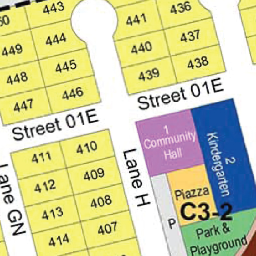 443
441
436
449
444
440
437
448
445
439
438
447
446
Street 01E
Street 01E
411
410
412
409
413
408
414
407
Lane GN
Lane H
1
Community
Hall
2
Kindergarten
Piazza
P
C3-2
Park &
Playground